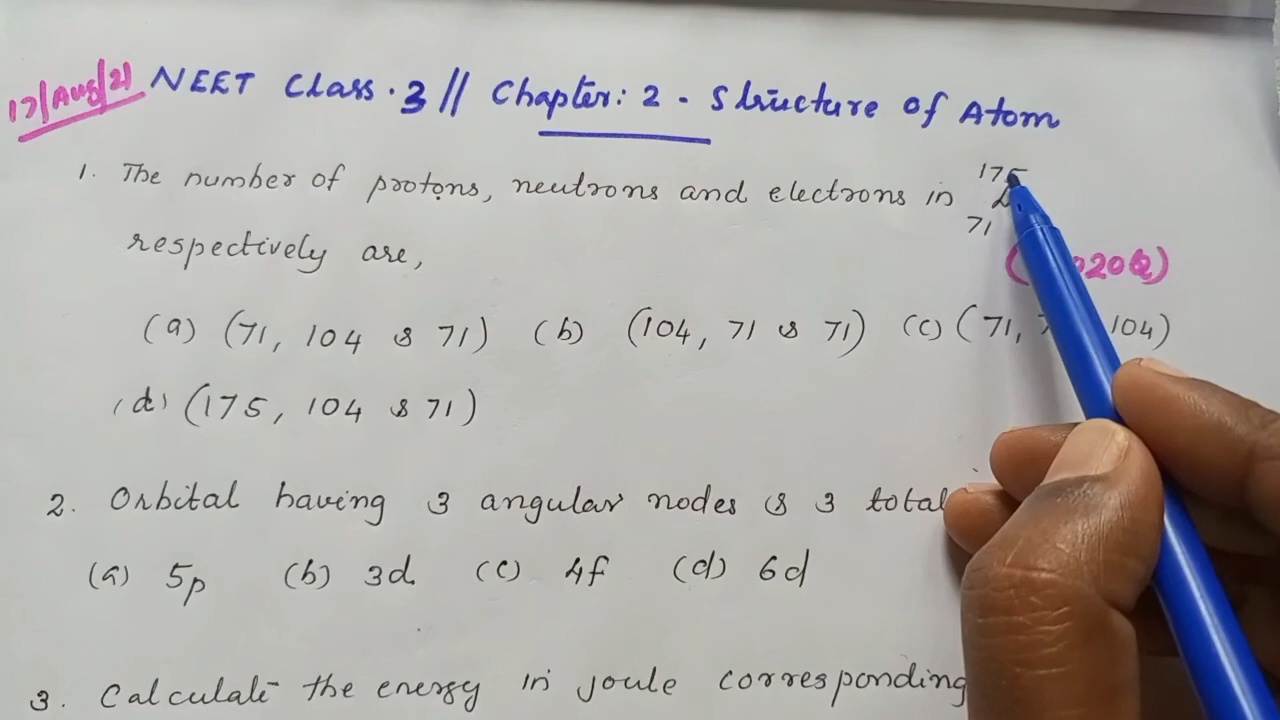 17/Aug/21 NEET Class . 3 // Chapter: 2 - Structure of Atom
1. The number of protons, neutrons and electrons in 175 71
respectively are, 020Q)
(a) (71, 104 & 71) (b) (104, 71 & 71) (c) (71, 104)
(d) (175, 104 & 71)
2. Orbital having 3 angular nodes & 3 total
(a) 5p (b) 3d (c) 4f (d) 6d
3. Calculate the energy in joule corresponding